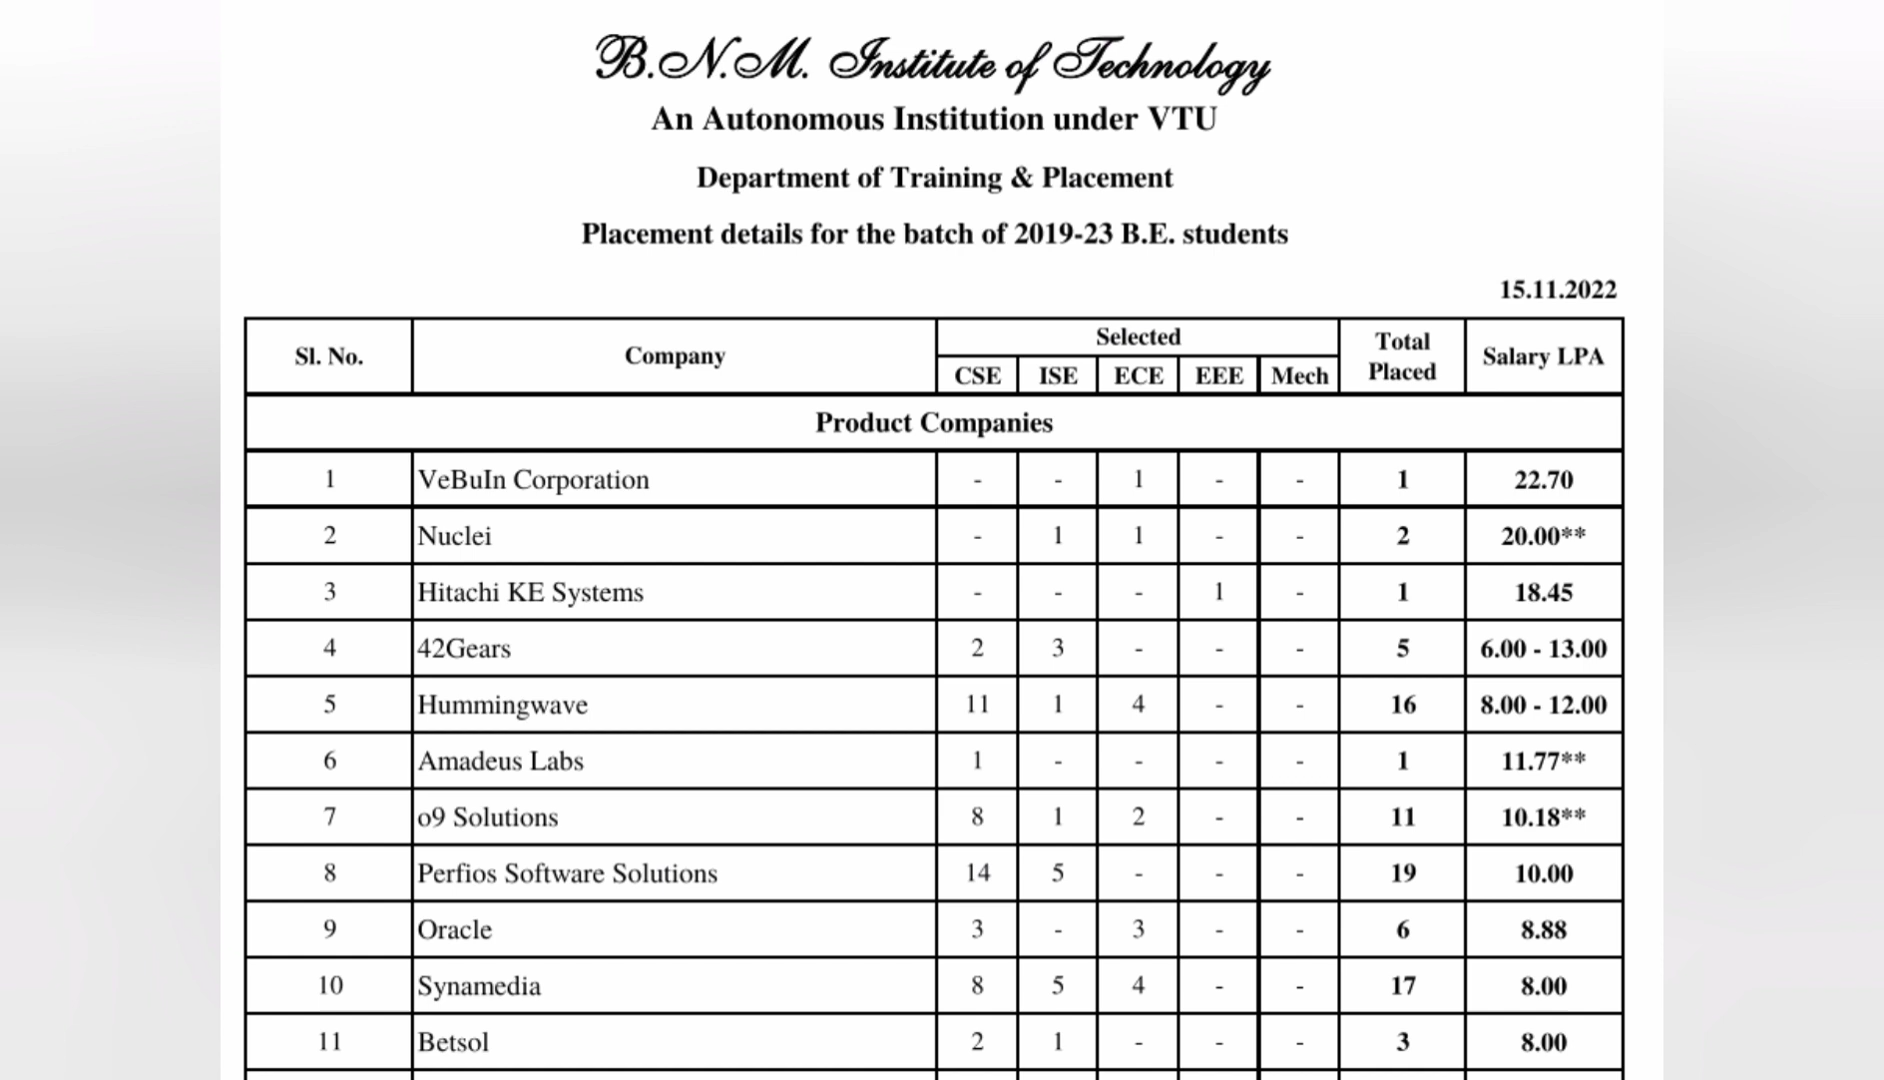 B.N.M. Institute of Technology
An Autonomous Institution under VTU
Department of Training & Placement
Placement details for the batch of 2019-23 B.E. students
15.11.2022
Sl. No. Company Selected Total Placed Salary LPA
CSE ISE ECE EEE Mech
Product Companies
1 VeBuIn Corporation - - 1 - - 1 22.70
2 Nuclei - 1 1 - - 2 20.00**
3 Hitachi KE Systems - - - 1 - 1 18.45
4 42Gears 2 3 - - - 5 6.00 - 13.00
5 Hummingwave 11 1 4 - - 16 8.00 - 12.00
6 Amadeus Labs 1 - - - - 1 11.77**
7 o9 Solutions 8 1 2 - - 11 10.18**
8 Perfios Software Solutions 14 5 - - - 19 10.00
9 Oracle 3 - 3 - - 6 8.88
10 Synamedia 8 5 4 - - 17 8.00
11 Betsol 2 1 - - - 3 8.00